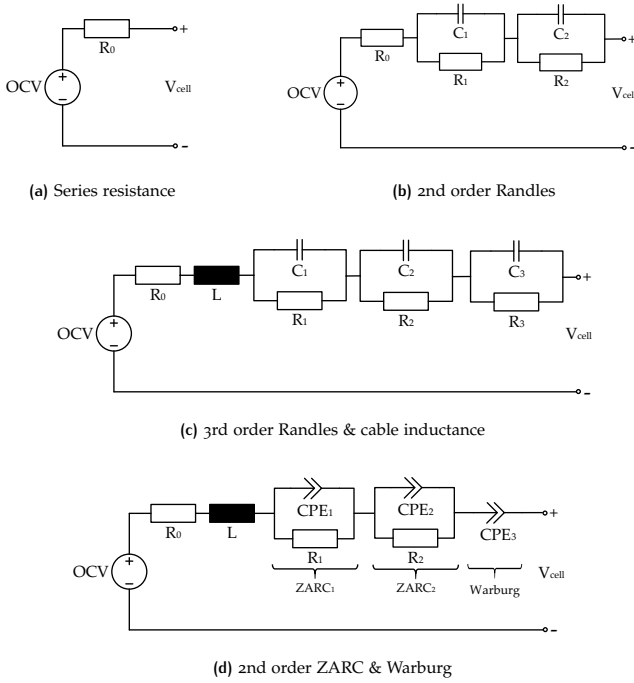 R0
+
OCV
+
−
Vcell
-
(a) Series resistance
C1
C2
R0
R1
R2
+
OCV
+
−
Vcell
-
(b) 2nd order Randles
C1
C2
C3
+
R0
L
R1
R2
R3
OCV
+
−
Vcell
-
(c) 3rd order Randles & cable inductance
CPE1
CPE2
CPE3
+
R0
L
R1
R2
OCV
+
−
ZARC1
ZARC2
Warburg
Vcell
-
(d) 2nd order ZARC & Warburg